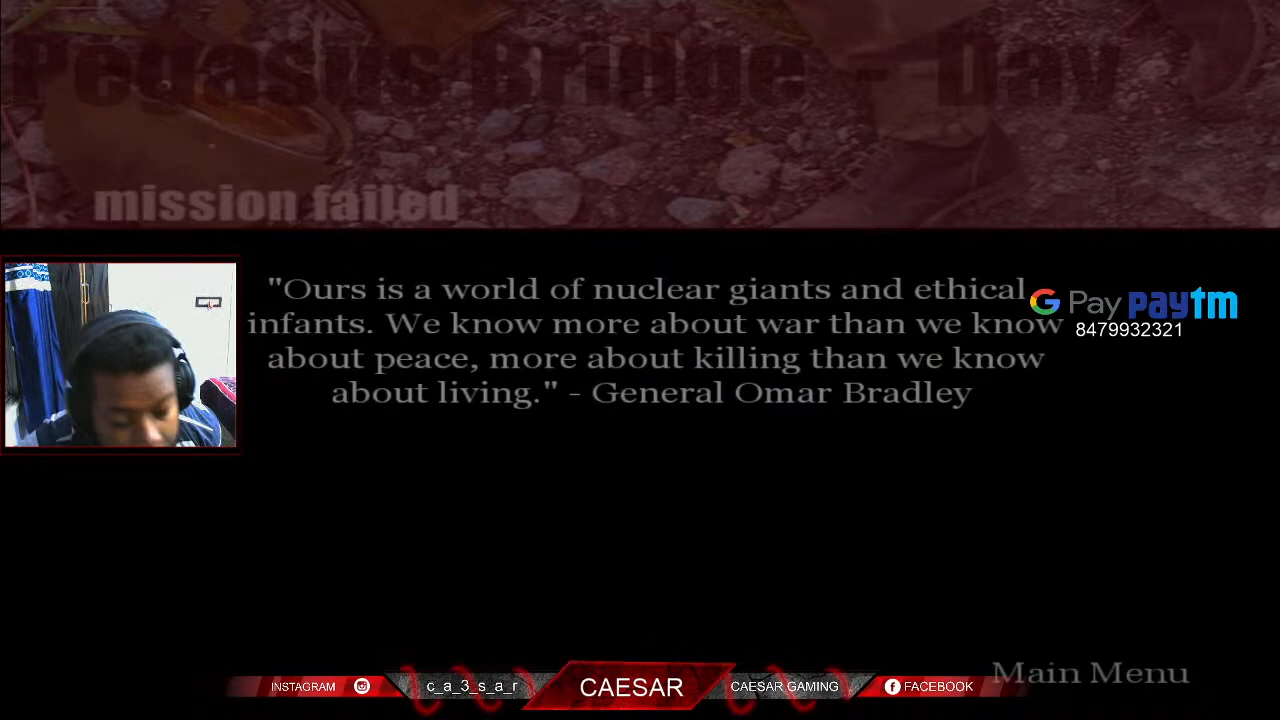 Pegasus Bridge - Day
mission failed
"Ours is a world of nuclear giants and ethical
infants. We know more about war than we know
about peace, more about killing than we know
about living." - General Omar Bradley
G Pay paytm
8479932321
Main Menu
INSTAGRAM c_a_3_s_a_r CAESAR CAESAR GAMING FACEBOOK